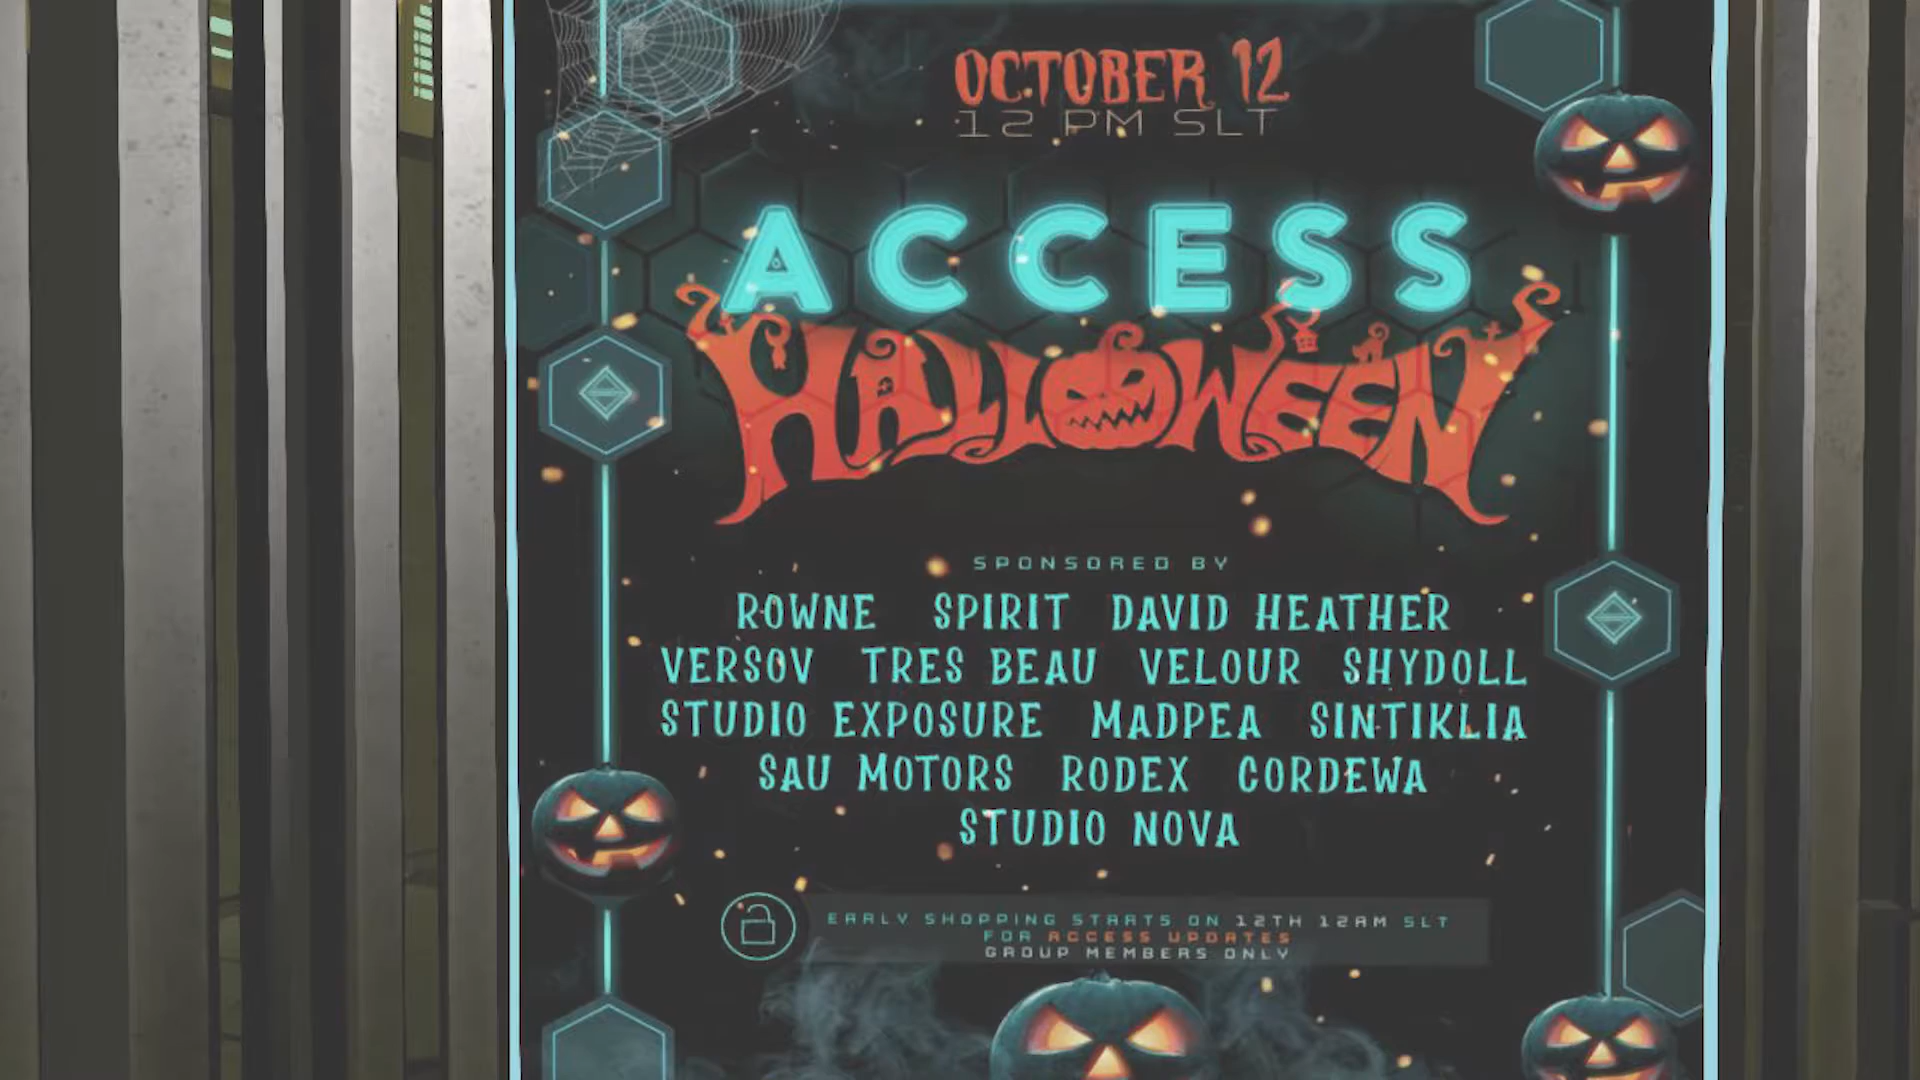 OCTOBER 12
12 PM SLT
ACCESS
HALLOWEEN
SPONSORED BY
ROWNE SPIRIT DAVID HEATHER
VERSOV TRES BEAU VELOUR SHYDOLL
STUDIO EXPOSURE MADPEA SINTIKLIA
SAU MOTORS RODEX CORDEWA
STUDIO NOVA
EARLY SHOPPING STARTS ON 12TH 12AM SLT
FOR ACCESS UPDATES
GROUP MEMBERS ONLY